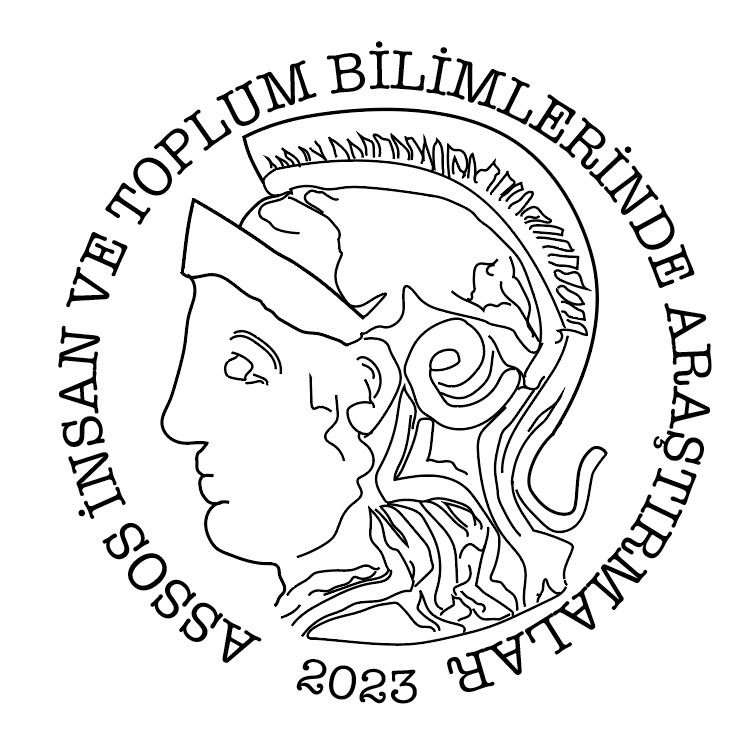 ASSOS İNSAN VE TOPLUM BİLİMLERİNDE ARAŞTIRMALAR
2023